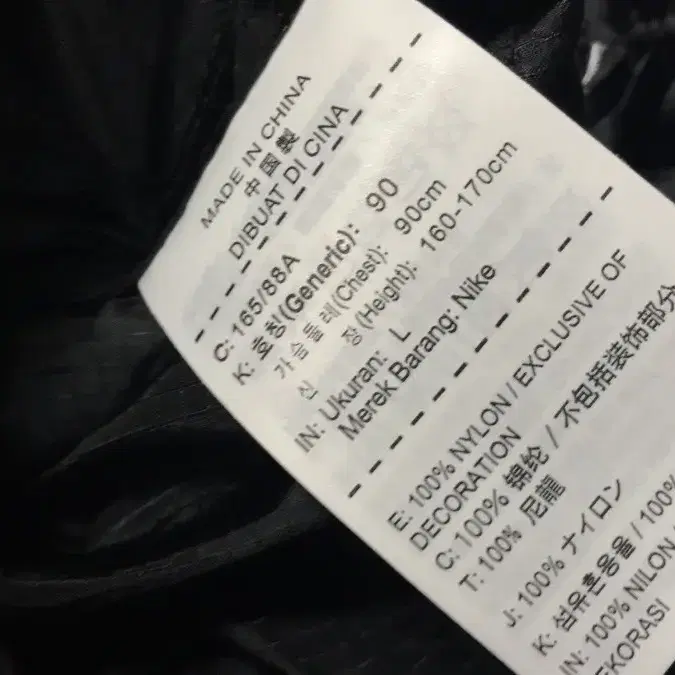 MADE IN CHINA
中國製
DIBUAT DI CINA
C: 165/88A
K: 호칭(Generic): 90
가슴둘레(Chest): 90cm
신 장(Height): 160-170cm
IN: Ukuran: L
Merek Barang: Nike
E: 100% NYLON / EXCLUSIVE OF
DECORATION
C: 100% 锦纶 / 不包括装饰部分
T: 100% 尼龍
J: 100% ナイロン
K: 섬유혼용율 / 100%
IN: 100% NILON /
EKORASI